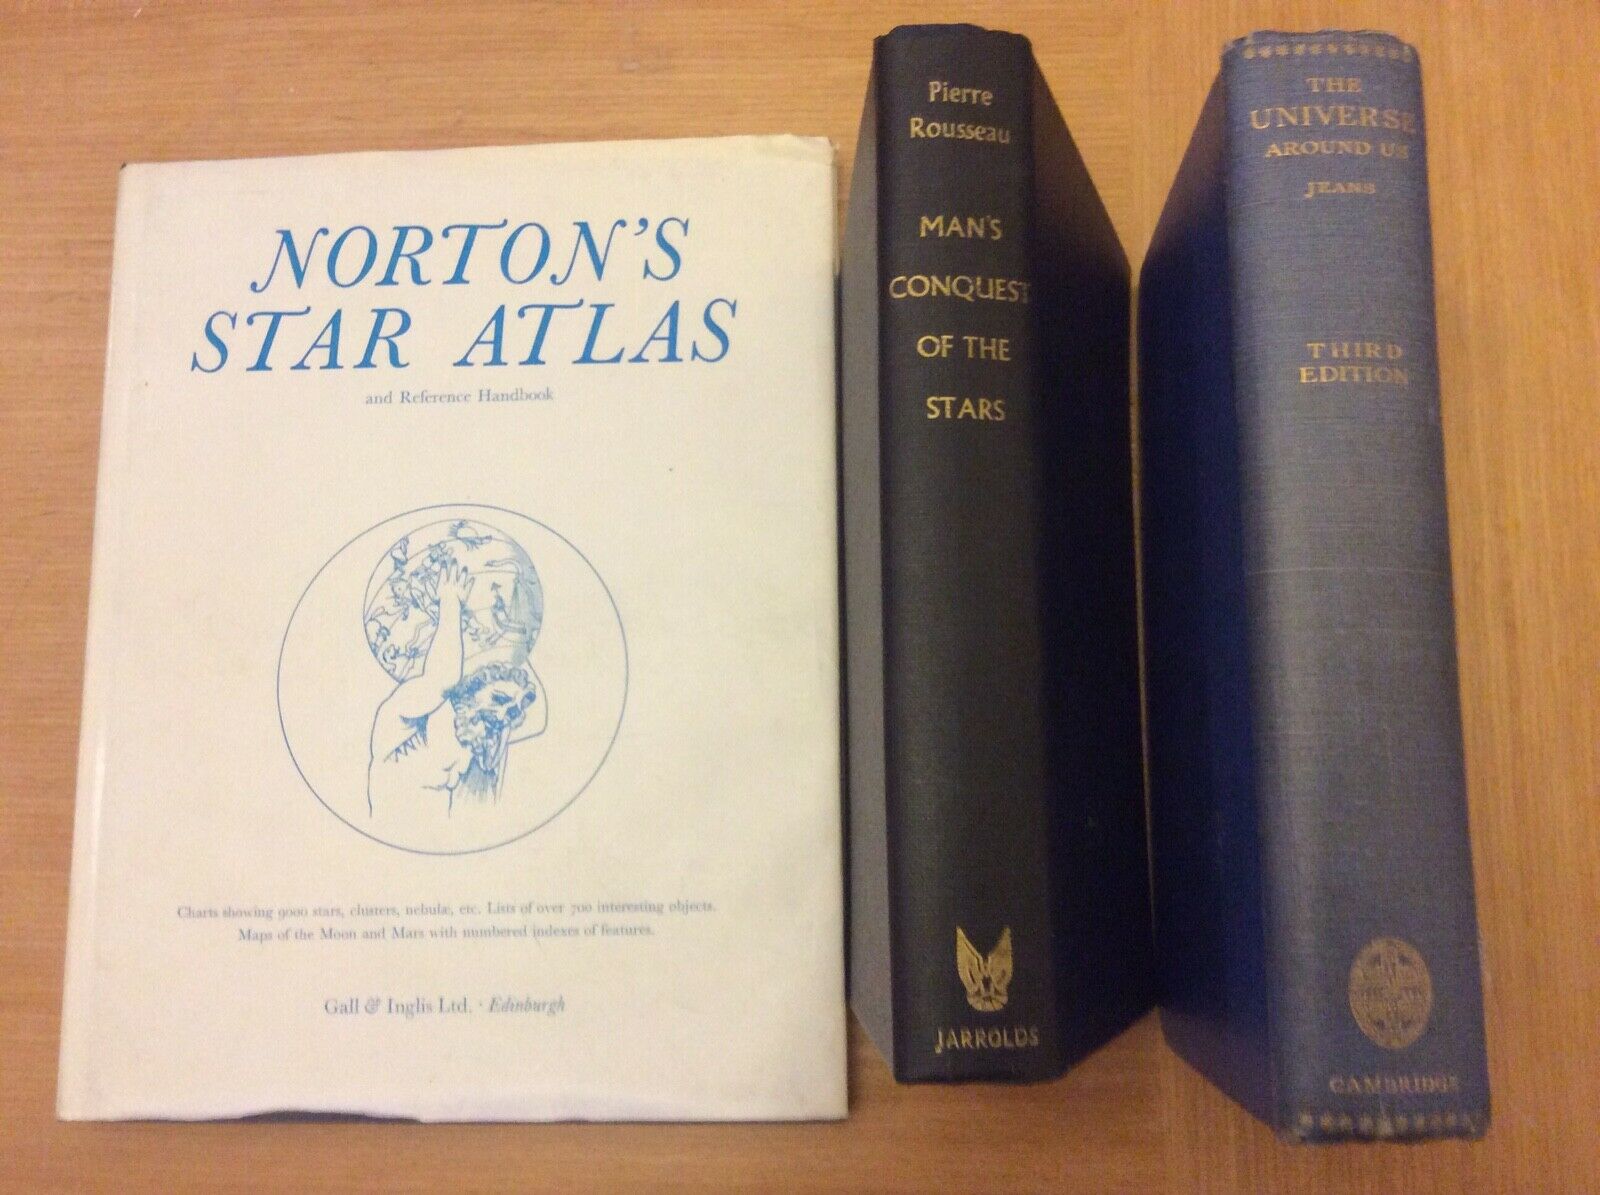 NORTON'S
STAR ATLAS
and Reference Handbook
Charts showing 9000 stars, clusters, nebulæ, etc. Lists of over 700 interesting objects.
Maps of the Moon and Mars with numbered indexes of features.
Gall & Inglis Ltd. · Edinburgh
Pierre
Rousseau
MAN'S
CONQUEST
OF THE
STARS
JARROLDS
THE
UNIVERSE
AROUND US
JEANS
THIRD
EDITION
CAMBRIDGE